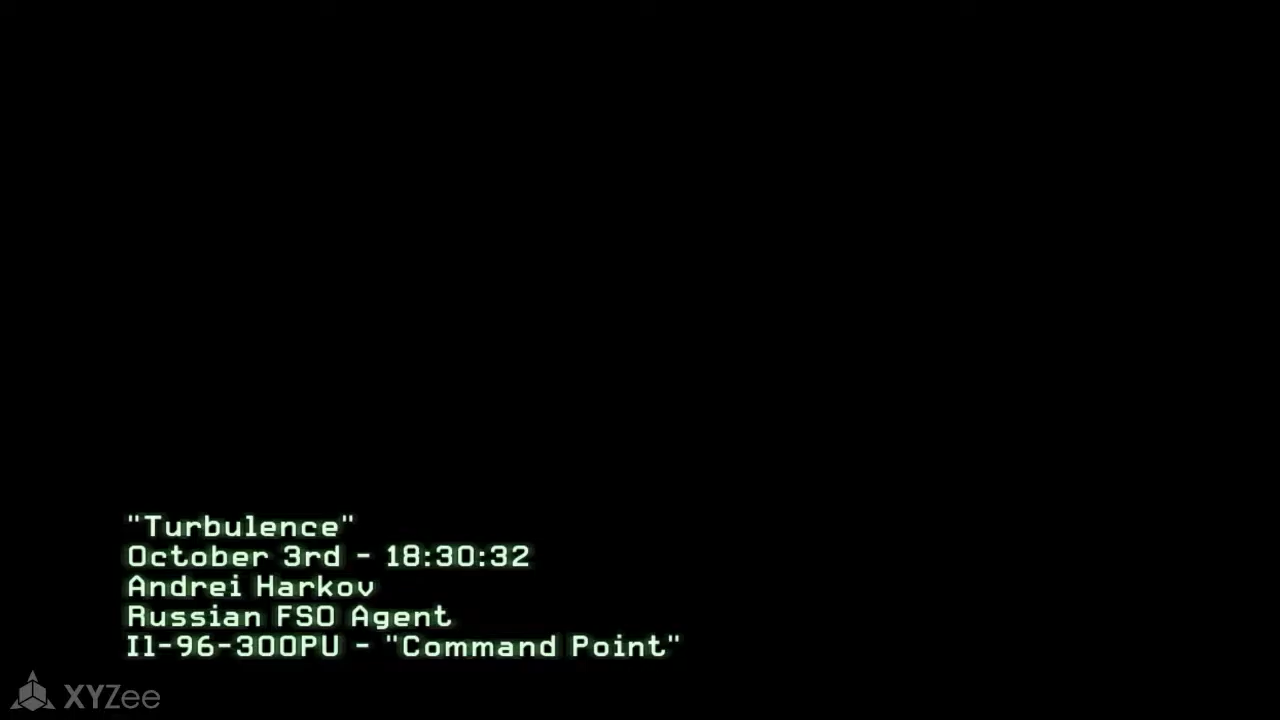 "Turbulence"
October 3rd - 18:30:32
Andrei Harkov
Russian FSO Agent
Il-96-300PU - "Command Point"
XYZee